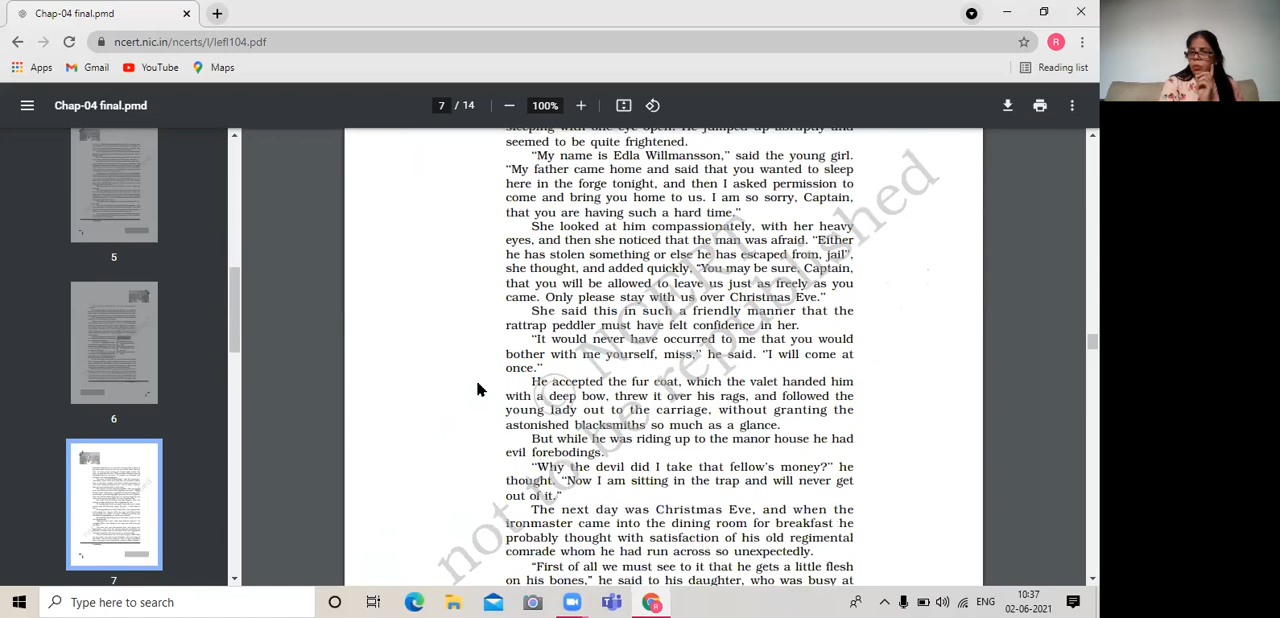 Chap-04 final.pmd
ncert.nic.in/ncerts/l/lefl104.pdf
R
Apps
Gmail
YouTube
Maps
Reading list
Chap-04 final.pmd
7 / 14
100%
5
6
7
sleeping with one eye open. He jumped up abruptly and
seemed to be quite frightened.
“My name is Edla Willmansson,” said the young girl.
“My father came home and said that you wanted to sleep
here in the forge tonight, and then I asked permission to
come and bring you home to us. I am so sorry, Captain,
that you are having such a hard time.”
She looked at him compassionately, with her heavy
eyes, and then she noticed that the man was afraid. “Either
he has stolen something or else he has escaped from, jail”,
she thought, and added quickly, “You may be sure, Captain,
that you will be allowed to leave us just as freely as you
came. Only please stay with us over Christmas Eve.”
She said this in such a friendly manner that the
rattrap peddler must have felt confidence in her.
“It would never have occurred to me that you would
bother with me yourself, miss,” he said. ”I will come at
once.”
He accepted the fur coat, which the valet handed him
with a deep bow, threw it over his rags, and followed the
young lady out to the carriage, without granting the
astonished blacksmiths so much as a glance.
But while he was riding up to the manor house he had
evil forebodings.
“Why the devil did I take that fellow’s money?” he
thought. “Now I am sitting in the trap and will never get
out of it.”
The next day was Christmas Eve, and when the
ironmaster came into the dining room for breakfast he
probably thought with satisfaction of his old regimental
comrade whom he had run across so unexpectedly.
“First of all we must see to it that he gets a little flesh
on his bones,” he said to his daughter, who was busy at
© NCERT
not to be republished
Type here to search
ENG
10:37
02-06-2021